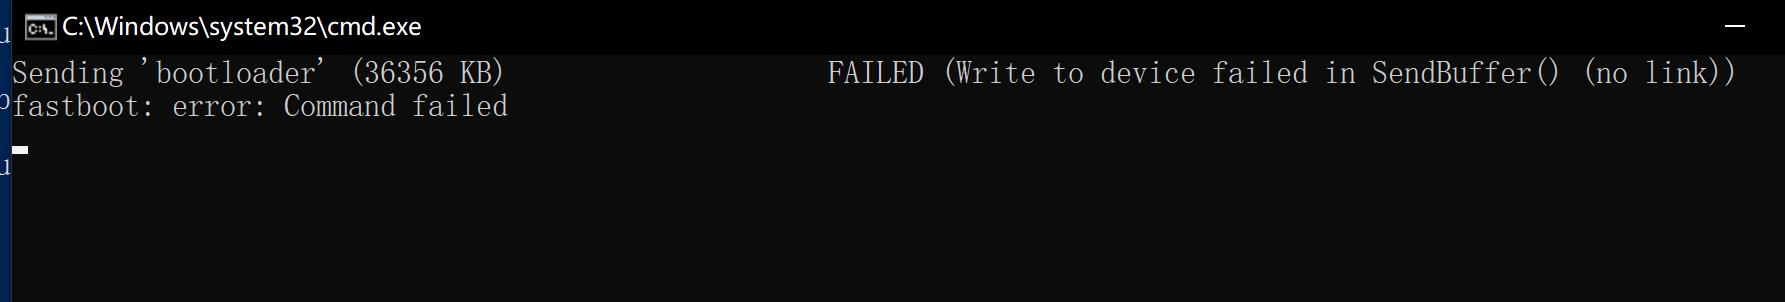 C:\Windows\system32\cmd.exe
Sending 'bootloader' (36356 KB) FAILED (Write to device failed in SendBuffer() (no link))
fastboot: error: Command failed